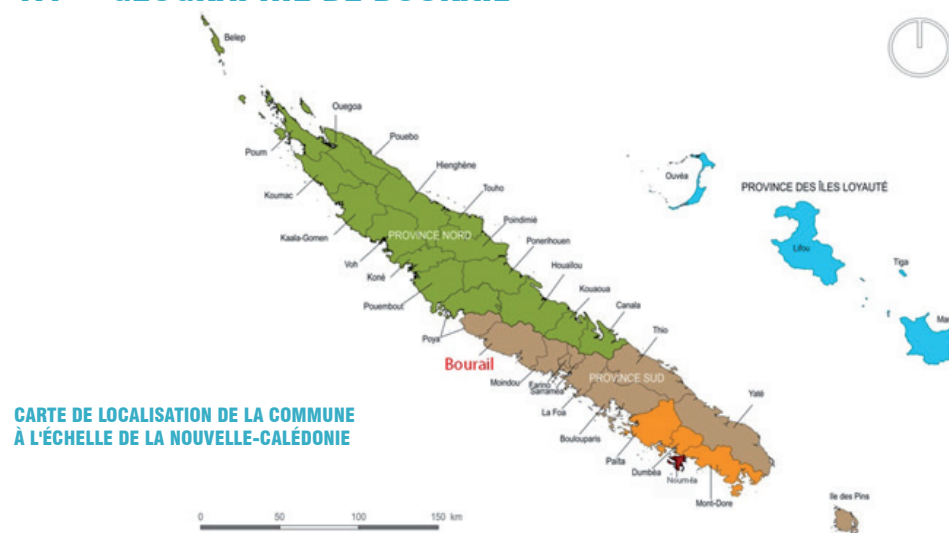 Belep
Ouegoa
Pouebo
Poum
Hienghène
Ouvéa
PROVINCE DES ÎLES LOYAUTÉ
Koumac
Touho
Poindimié
Kaala-Gomen
PROVINCE NORD
Ponerihouen
Lifou
Voh
Tiga
Koné
Houaïlou
Kouaoua
Pouembout
Canala
Poya
Thio
Bourail
Moindou
Farino
Sarraméa
PROVINCE SUD
Yaté
La Foa
CARTE DE LOCALISATION DE LA COMMUNE
À L'ÉCHELLE DE LA NOUVELLE-CALÉDONIE
Boulouparis
Païta
Dumbéa
Nouméa
Mont-Dore
Ile des Pins
0 50 100 150 km